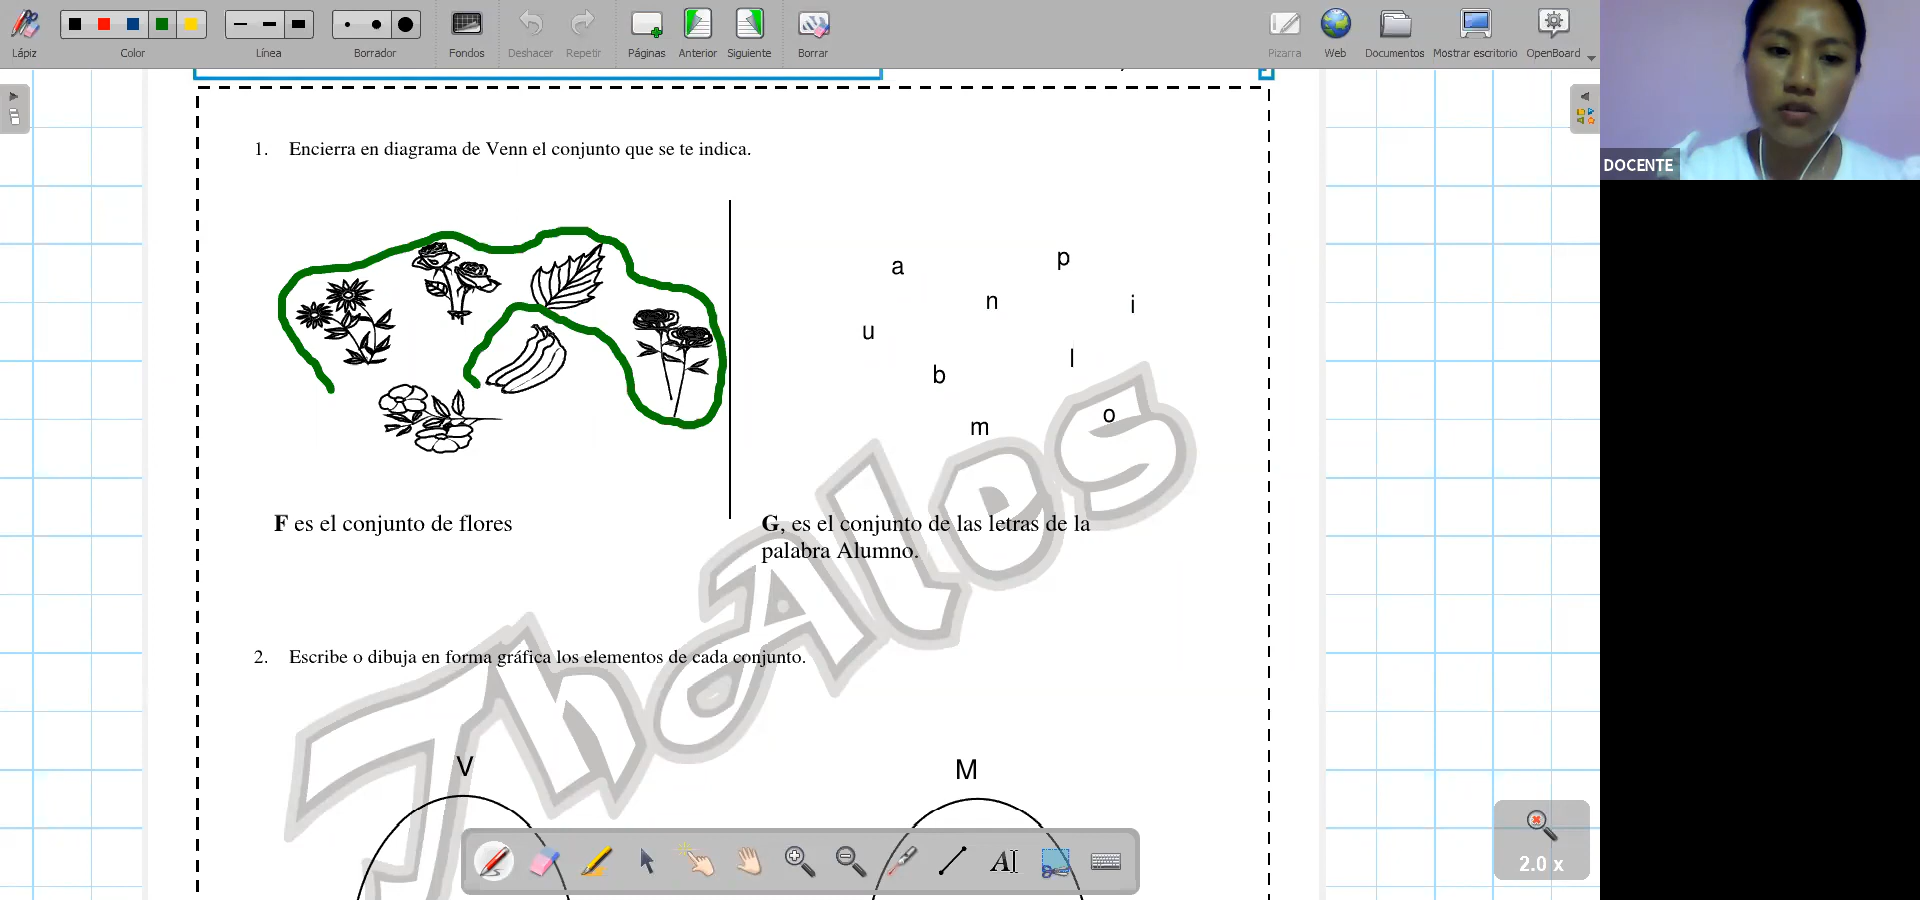 Lápiz
Color
Línea
Borrador
Fondos
Deshacer
Repetir
Páginas
Anterior
Siguiente
Borrar
Pizarra
Web
Documentos
Mostrar escritorio
OpenBoard
DOCENTE
1. Encierra en diagrama de Venn el conjunto que se te indica.
a
p
n
i
u
l
b
o
m
F es el conjunto de flores
G, es el conjunto de las letras de la
palabra Alumno.
2. Escribe o dibuja en forma gráfica los elementos de cada conjunto.
Thales
V
M
2.0 x